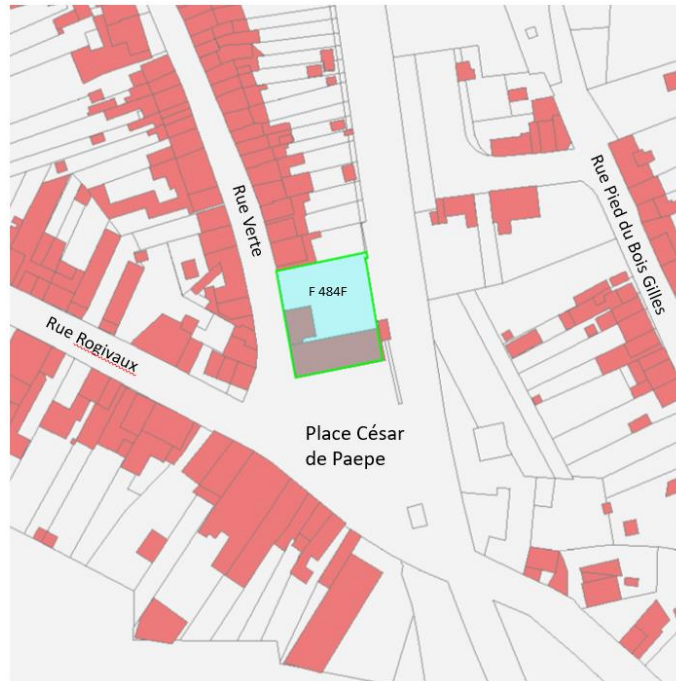 Rue Verte
F 484F
Rue Pied du Bois Gilles
Rue Rogivaux
Place César
de Paepe